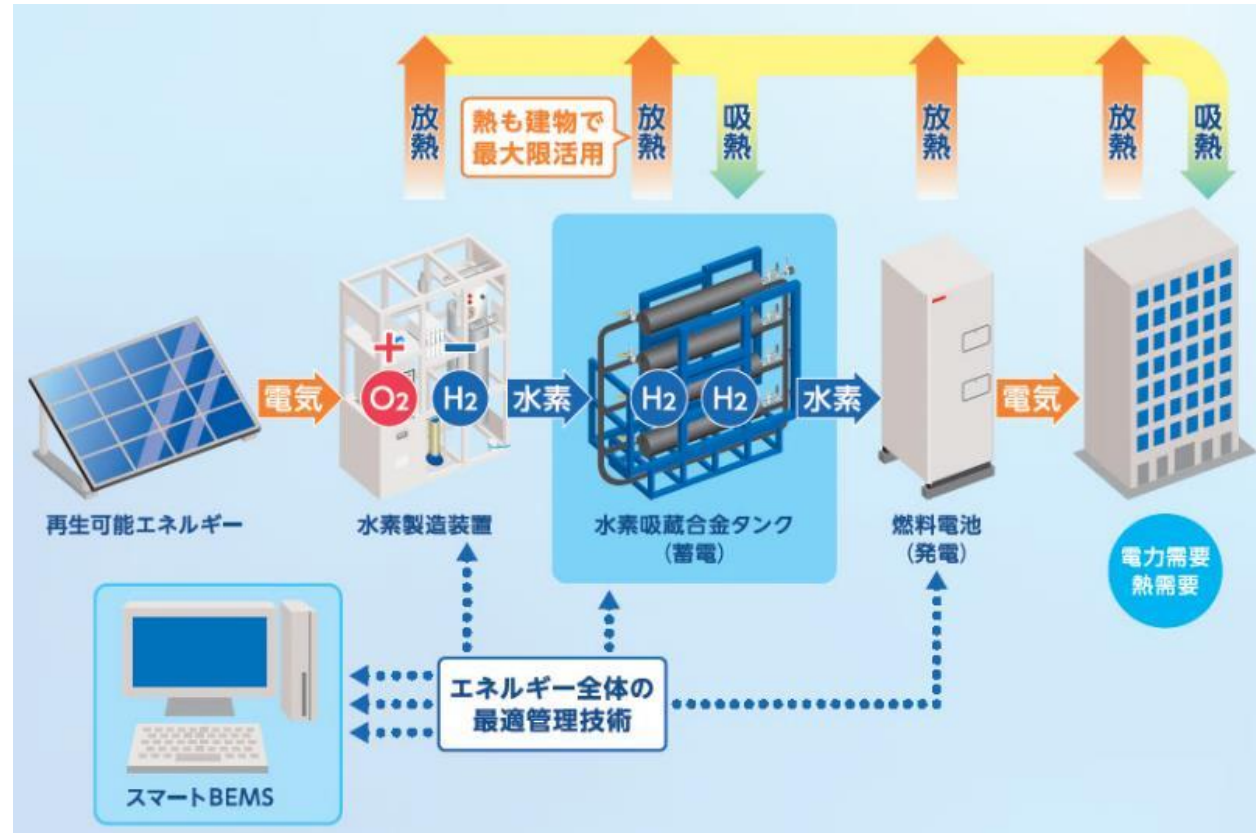 放熱
熱も建物で
最大限活用
放熱
吸熱
放熱
放熱
吸熱
電気
+
O2
−
H2
水素
H2
H2
水素
電気
再生可能エネルギー
水素製造装置
水素吸蔵合金タンク
(蓄電)
燃料電池
(発電)
電力需要
熱需要
エネルギー全体の
最適管理技術
スマートBEMS